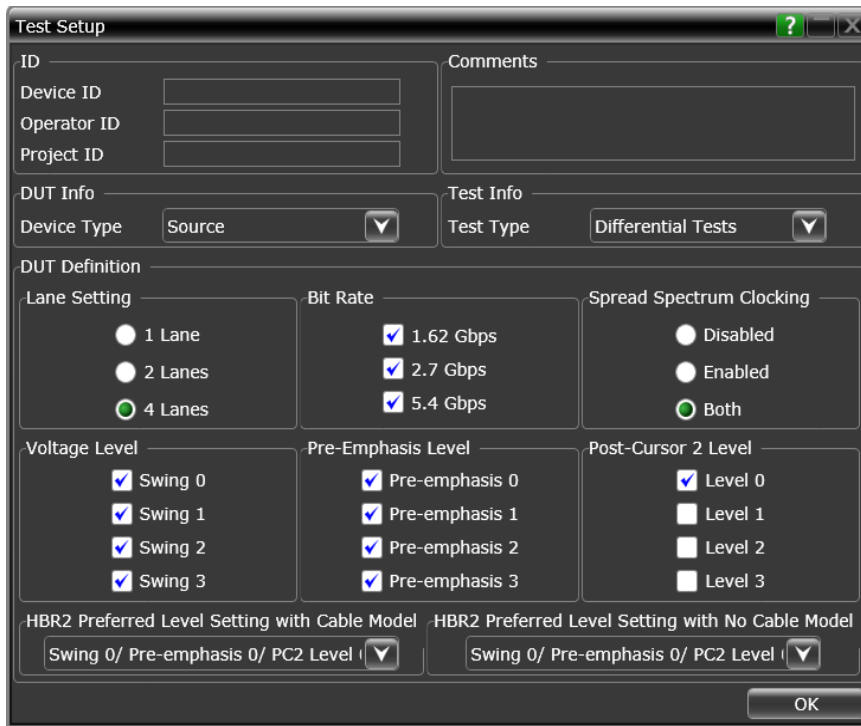 Test Setup
?
X
ID
Device ID
Operator ID
Project ID
Comments
DUT Info
Device Type
Source
Test Info
Test Type
Differential Tests
DUT Definition
Lane Setting
1 Lane
2 Lanes
4 Lanes
Bit Rate
1.62 Gbps
2.7 Gbps
5.4 Gbps
Spread Spectrum Clocking
Disabled
Enabled
Both
Voltage Level
Swing 0
Swing 1
Swing 2
Swing 3
Pre-Emphasis Level
Pre-emphasis 0
Pre-emphasis 1
Pre-emphasis 2
Pre-emphasis 3
Post-Cursor 2 Level
Level 0
Level 1
Level 2
Level 3
HBR2 Preferred Level Setting with Cable Model
Swing 0/ Pre-emphasis 0/ PC2 Level
HBR2 Preferred Level Setting with No Cable Model
Swing 0/ Pre-emphasis 0/ PC2 Level
OK